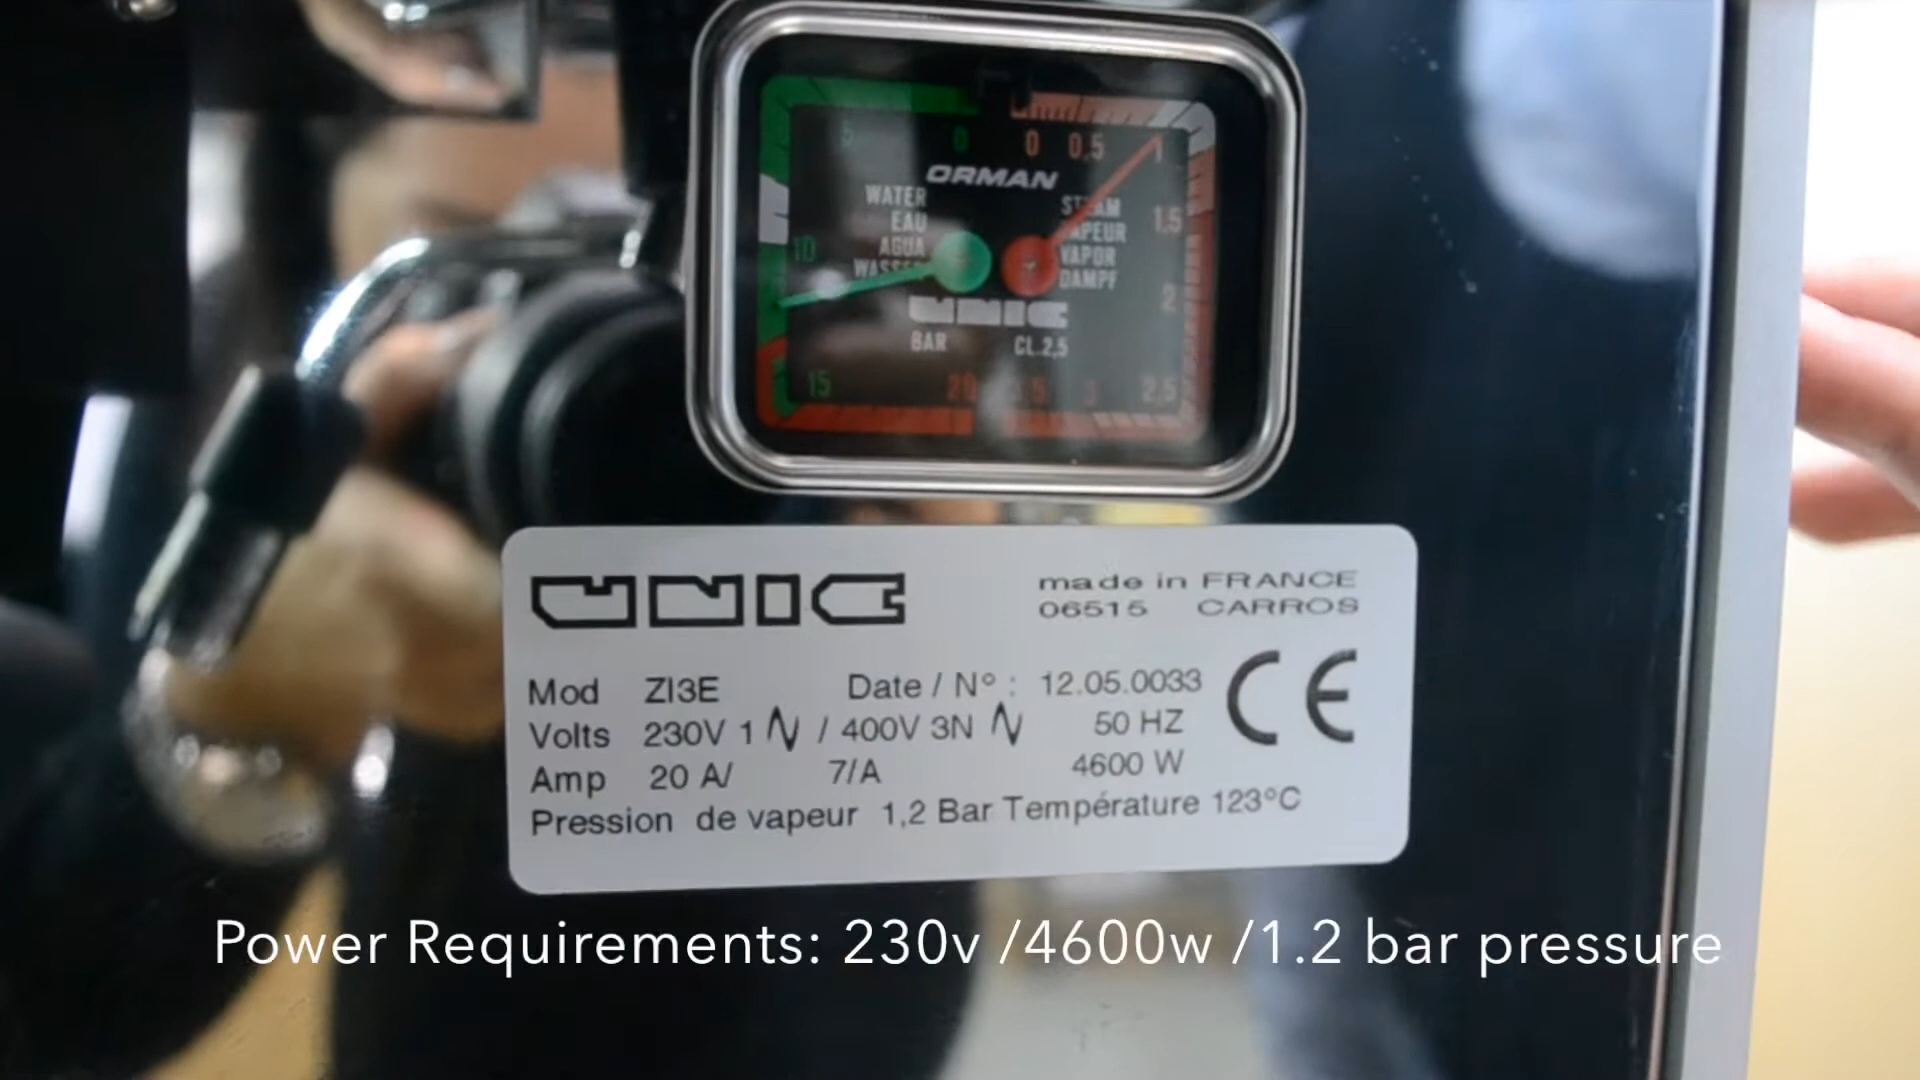 5 0 0 0,5 1
ORMAN
WATER STEAM
EAU VAPEUR 1.5
10 AGUA VAPOR
WASSER DAMPF
UNIC 2
BAR CL.2,5
15 20 3 2,5
UNIC made in FRANCE
06515 CARROS
Mod ZI3E Date / N° : 12.05.0033 CE
Volts 230V 1 ∿ / 400V 3N ∿ 50 HZ
Amp 20 A/ 7/A 4600 W
Pression de vapeur 1,2 Bar Température 123°C
Power Requirements: 230v /4600w /1.2 bar pressure